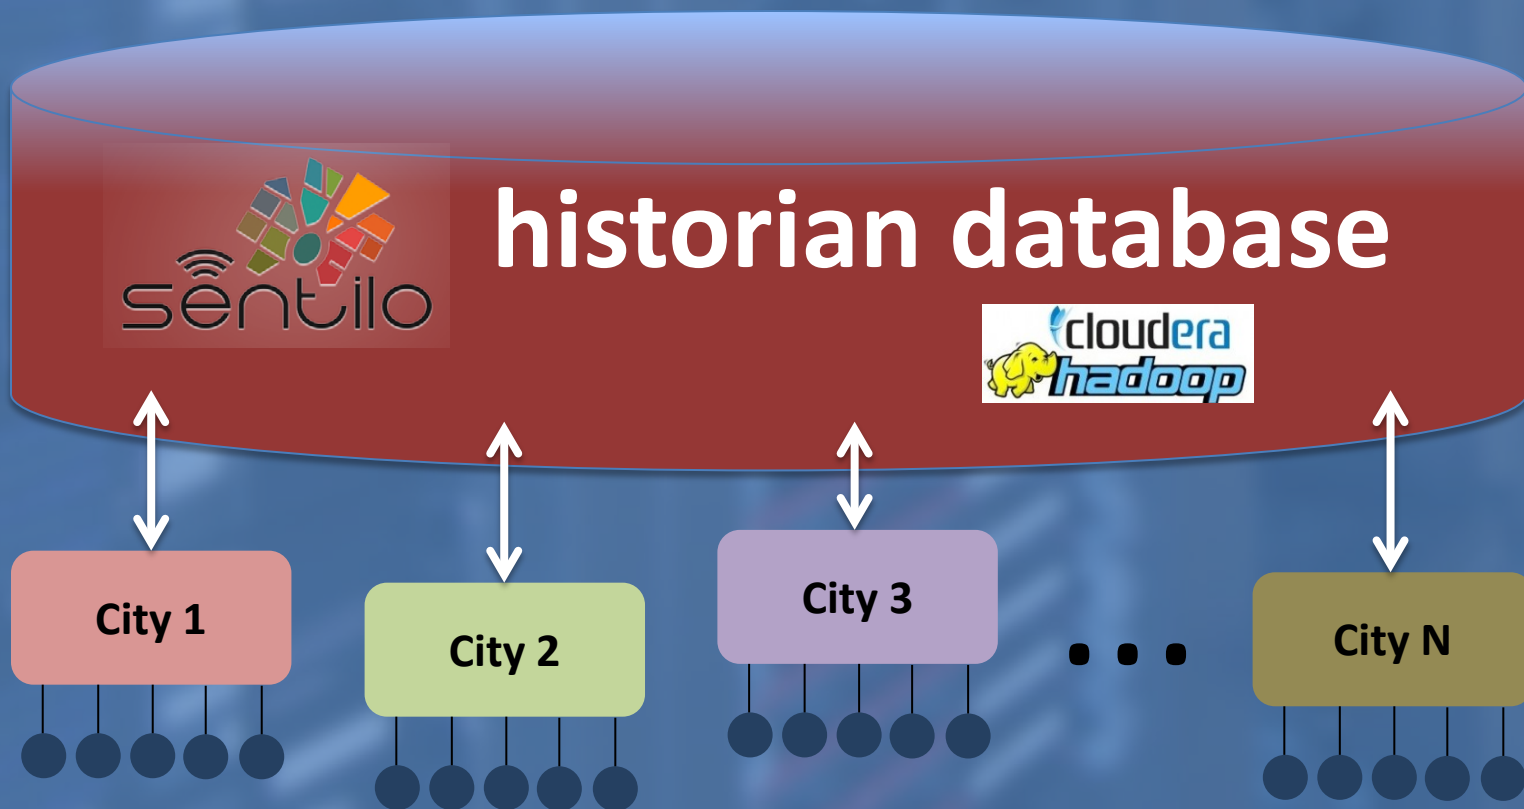 historian database
sentilo
cloudera
hadoop
City 1
City 2
City 3
...
City N